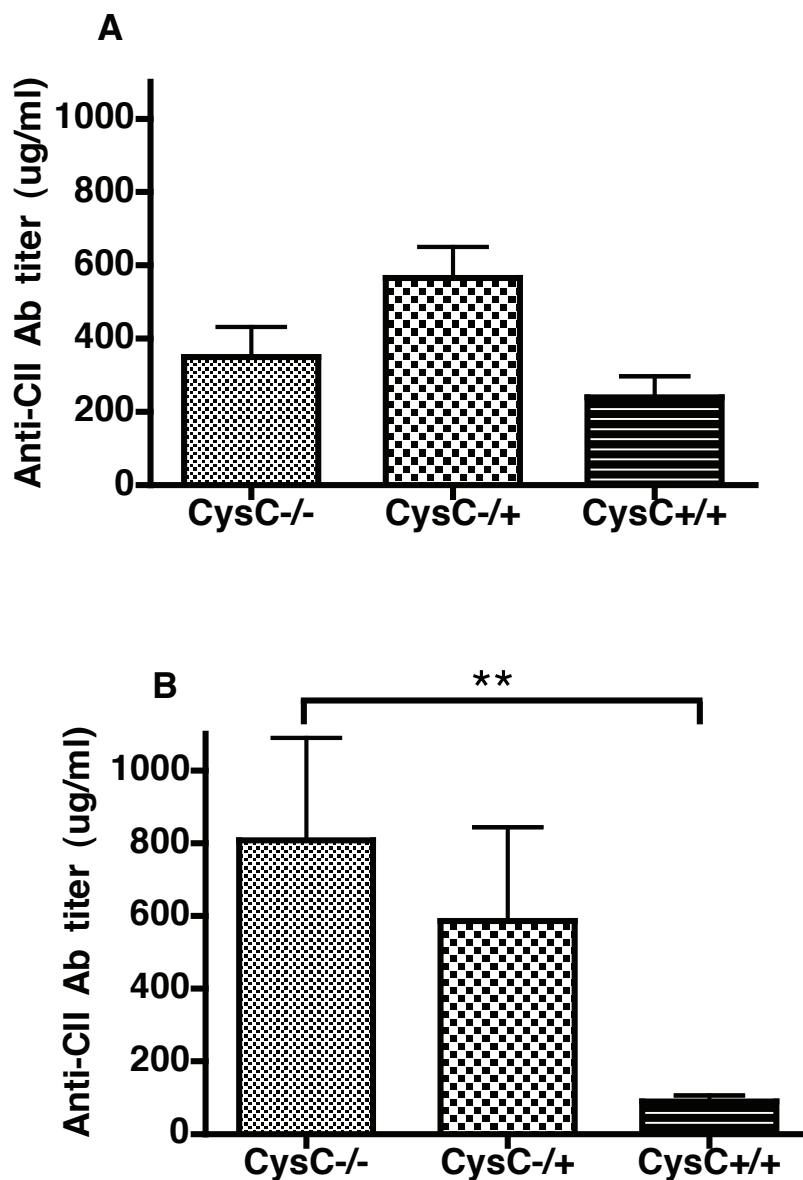 A
Anti-CII Ab titer (ug/ml)
1000
800
600
400
200
0
CysC-/- CysC-/+ CysC+/+
B
**
Anti-CII Ab titer (ug/ml)
1000
800
600
400
200
0
CysC-/- CysC-/+ CysC+/+